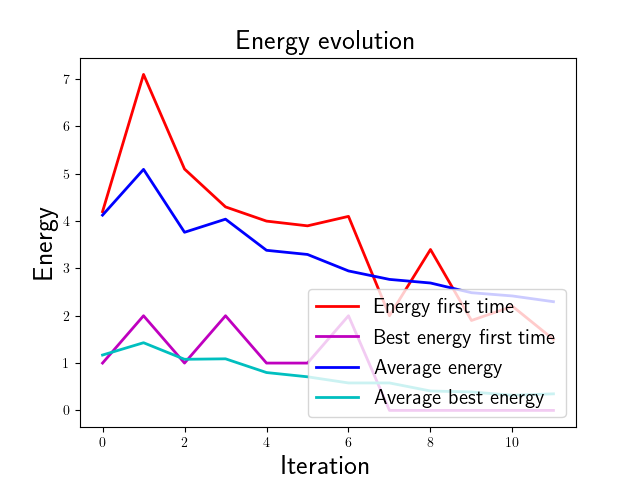 Energy evolution
7
6
5
4
3
2
1
0
Energy
Energy first time
Best energy first time
Average energy
Average best energy
0 2 4 6 8 10
Iteration